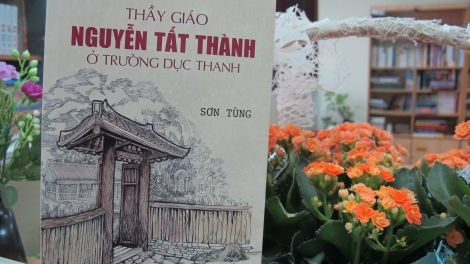 THẦY GIÁO
NGUYỄN TẤT THÀNH
Ở TRƯỜNG DỤC THANH
SƠN TÙNG